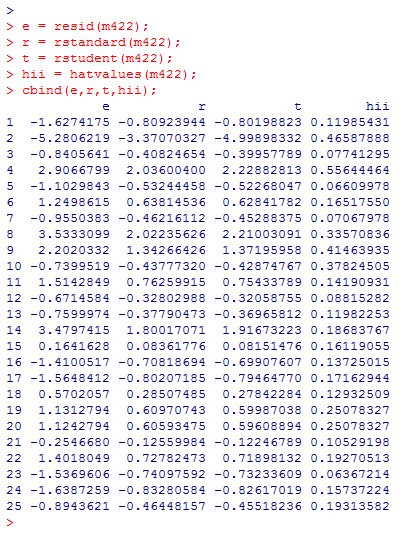 >
> e = resid(m422);
> r = rstandard(m422);
> t = rstudent(m422);
> hii = hatvalues(m422);
> cbind(e,r,t,hii);
e r t hii
1 -1.6274175 -0.80923944 -0.80198823 0.11985431
2 -5.2806219 -3.37070327 -4.99898332 0.46587888
3 -0.8405641 -0.40824654 -0.39957789 0.07741295
4 2.9066799 2.03600400 2.22882813 0.55644464
5 -1.1029843 -0.53244458 -0.52268047 0.06609978
6 1.2498615 0.63814536 0.62841782 0.16517550
7 -0.9550383 -0.46216112 -0.45288375 0.07067978
8 3.5333099 2.02235626 2.21003091 0.33570836
9 2.2020332 1.34266426 1.37195958 0.41463935
10 -0.7399519 -0.43777320 -0.42874767 0.37824505
11 1.5142849 0.76259915 0.75433789 0.14190931
12 -0.6714584 -0.32802988 -0.32058755 0.08815282
13 -0.7599974 -0.37790473 -0.36965812 0.11982253
14 3.4797415 1.80017071 1.91673223 0.18683767
15 0.1641628 0.08361776 0.08151476 0.16119055
16 -1.4100517 -0.70818694 -0.69907607 0.13725015
17 -1.5648412 -0.80207185 -0.79464770 0.17162944
18 0.5702057 0.28507485 0.27842284 0.12932509
19 1.1312794 0.60970743 0.59987038 0.25078327
20 1.1242794 0.60593475 0.59608894 0.25078327
21 -0.2546680 -0.12559984 -0.12246789 0.10529198
22 1.4018049 0.72782473 0.71898132 0.19270513
23 -1.5369606 -0.74097592 -0.73233609 0.06367214
24 -1.6387259 -0.83280584 -0.82617019 0.15737224
25 -0.8943621 -0.46448157 -0.45518236 0.19313582
>